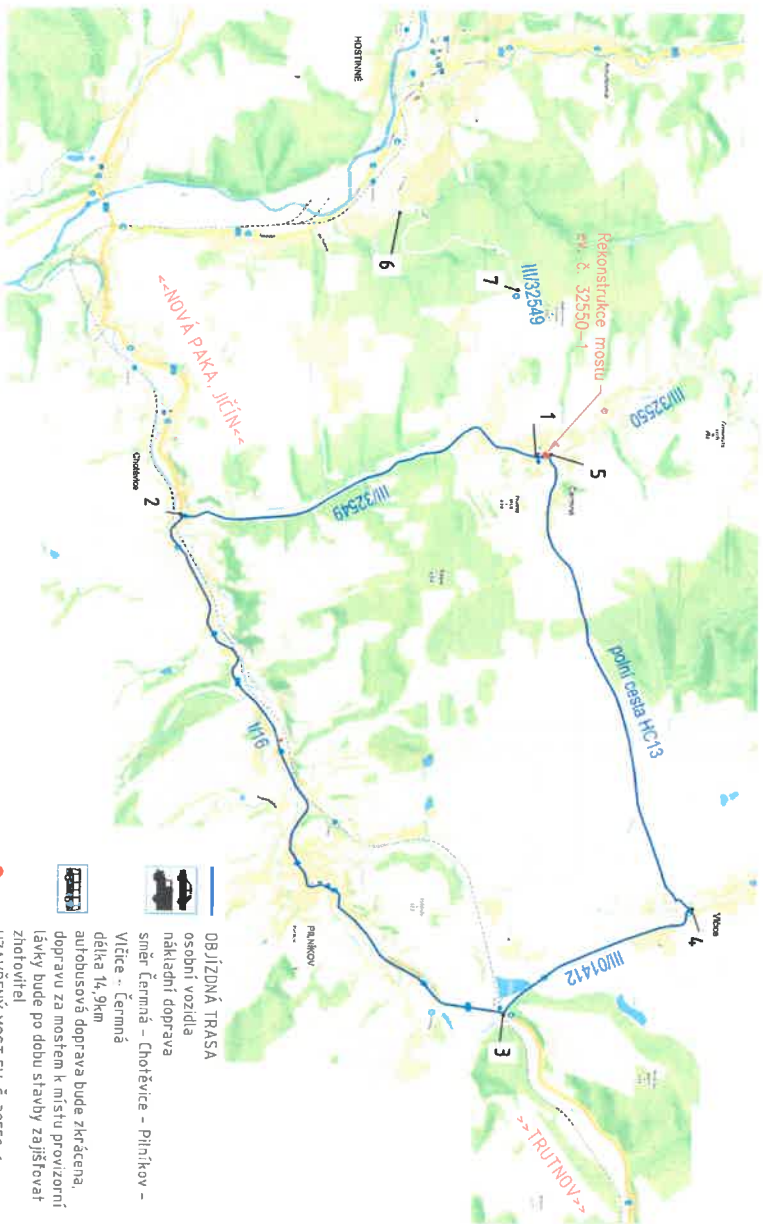 HOSTINNÉ
Rekonstrukce mostu
ev. č. 32550-1
6
7
III/32549
III/32550
<<NOVÁ PAKA, JIČÍN<<
1
5
Čermná
Chotěvice
2
III/32549
polní cesta HC13
I/16
Vlčice
4
III/01412
PILNÍKOV
3
>>TRUTNOV>>
OBJÍZDNÁ TRASA
osobní vozidla
nákladní doprava
směr Čermná - Chotěvice - Pilníkov -
Vlčice - Čermná
délka 14,9km
autobusová doprava bude zkrácena,
dopravu za mostem k místu provizorní
lávky bude po dobu stavby zajišťovat
zhotovitel